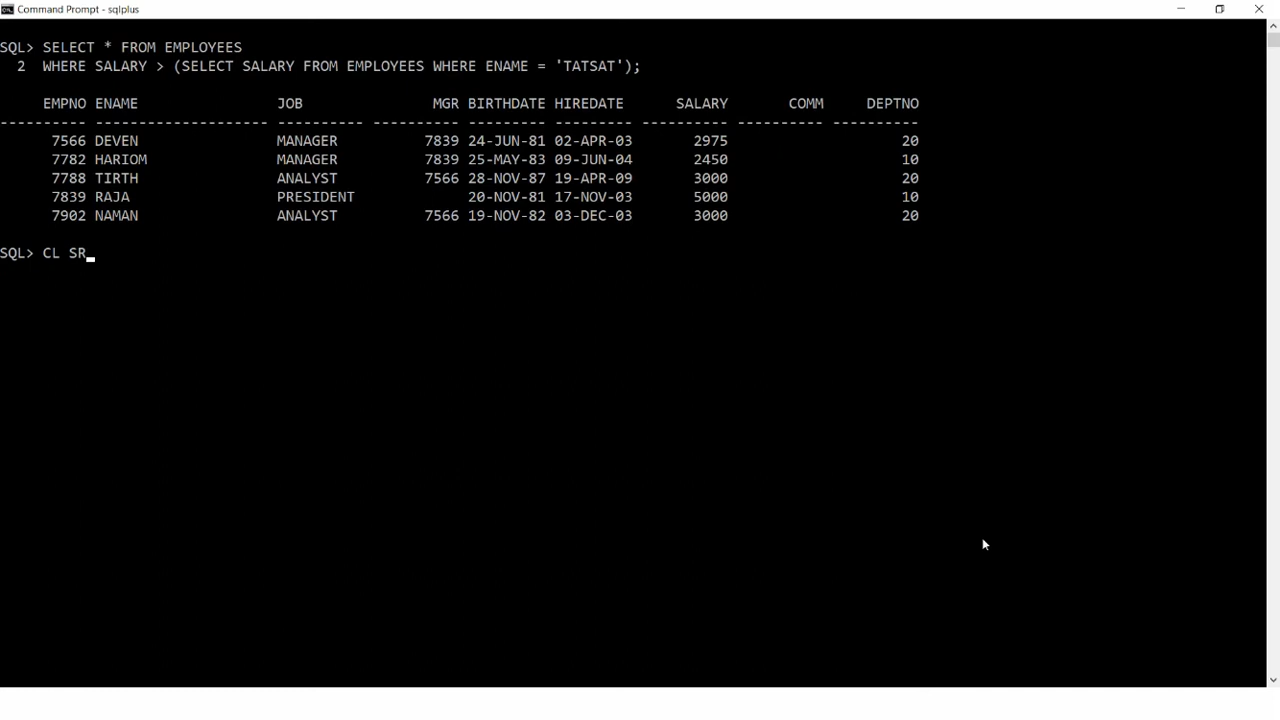 Command Prompt - sqlplus
SQL> SELECT * FROM EMPLOYEES
  2  WHERE SALARY > (SELECT SALARY FROM EMPLOYEES WHERE ENAME = 'TATSAT');
     EMPNO ENAME                JOB               MGR BIRTHDATE HIREDATE      SALARY       COMM     DEPTNO
---------- -------------------- ---------- ---------- --------- --------- ---------- ---------- ----------
      7566 DEVEN                MANAGER          7839 24-JUN-81 02-APR-03       2975                    20
      7782 HARIOM               MANAGER          7839 25-MAY-83 09-JUN-04       2450                    10
      7788 TIRTH                ANALYST          7566 28-NOV-87 19-APR-09       3000                    20
      7839 RAJA                 PRESIDENT             20-NOV-81 17-NOV-03       5000                    10
      7902 NAMAN                ANALYST          7566 19-NOV-82 03-DEC-03       3000                    20
SQL> CL SR